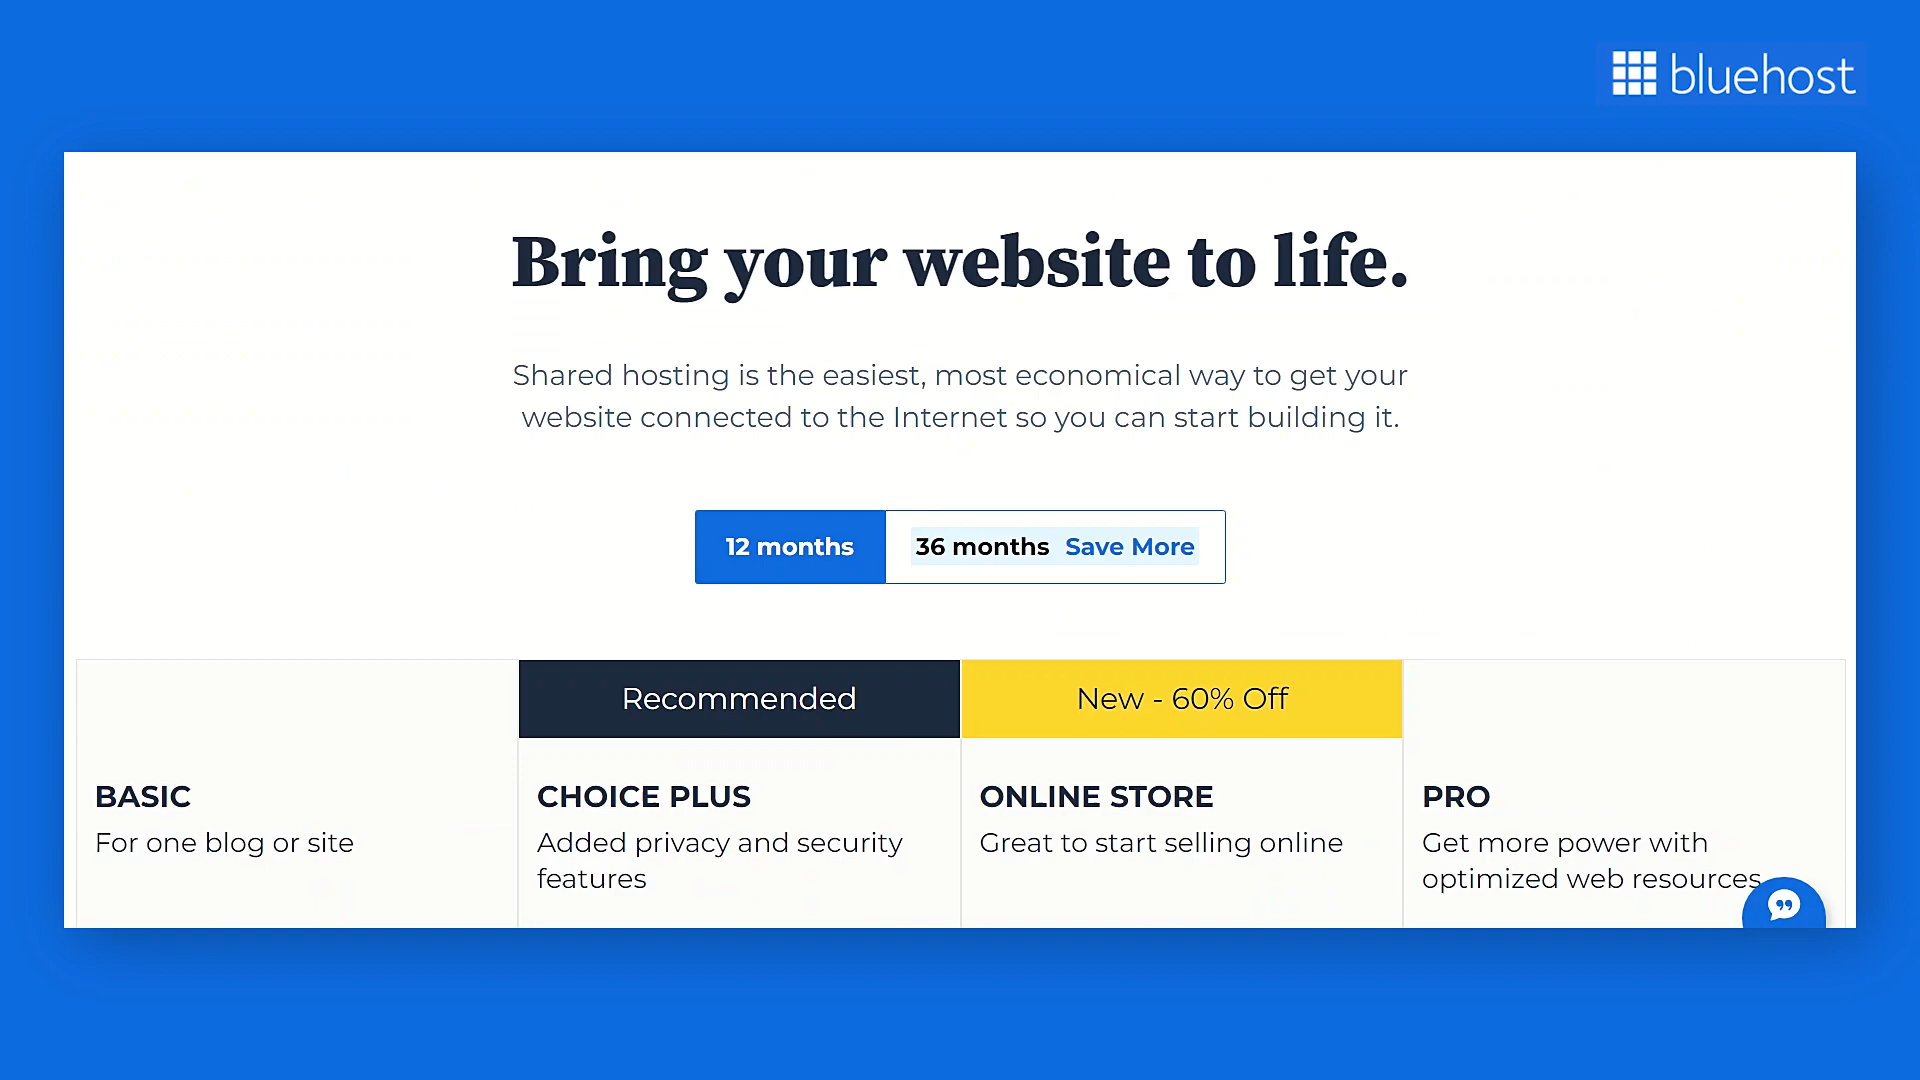 bluehost
Bring your website to life.
Shared hosting is the easiest, most economical way to get your
website connected to the Internet so you can start building it.
12 months
36 months Save More
Recommended
New - 60% Off
BASIC
For one blog or site
CHOICE PLUS
Added privacy and security
features
ONLINE STORE
Great to start selling online
PRO
Get more power with
optimized web resources